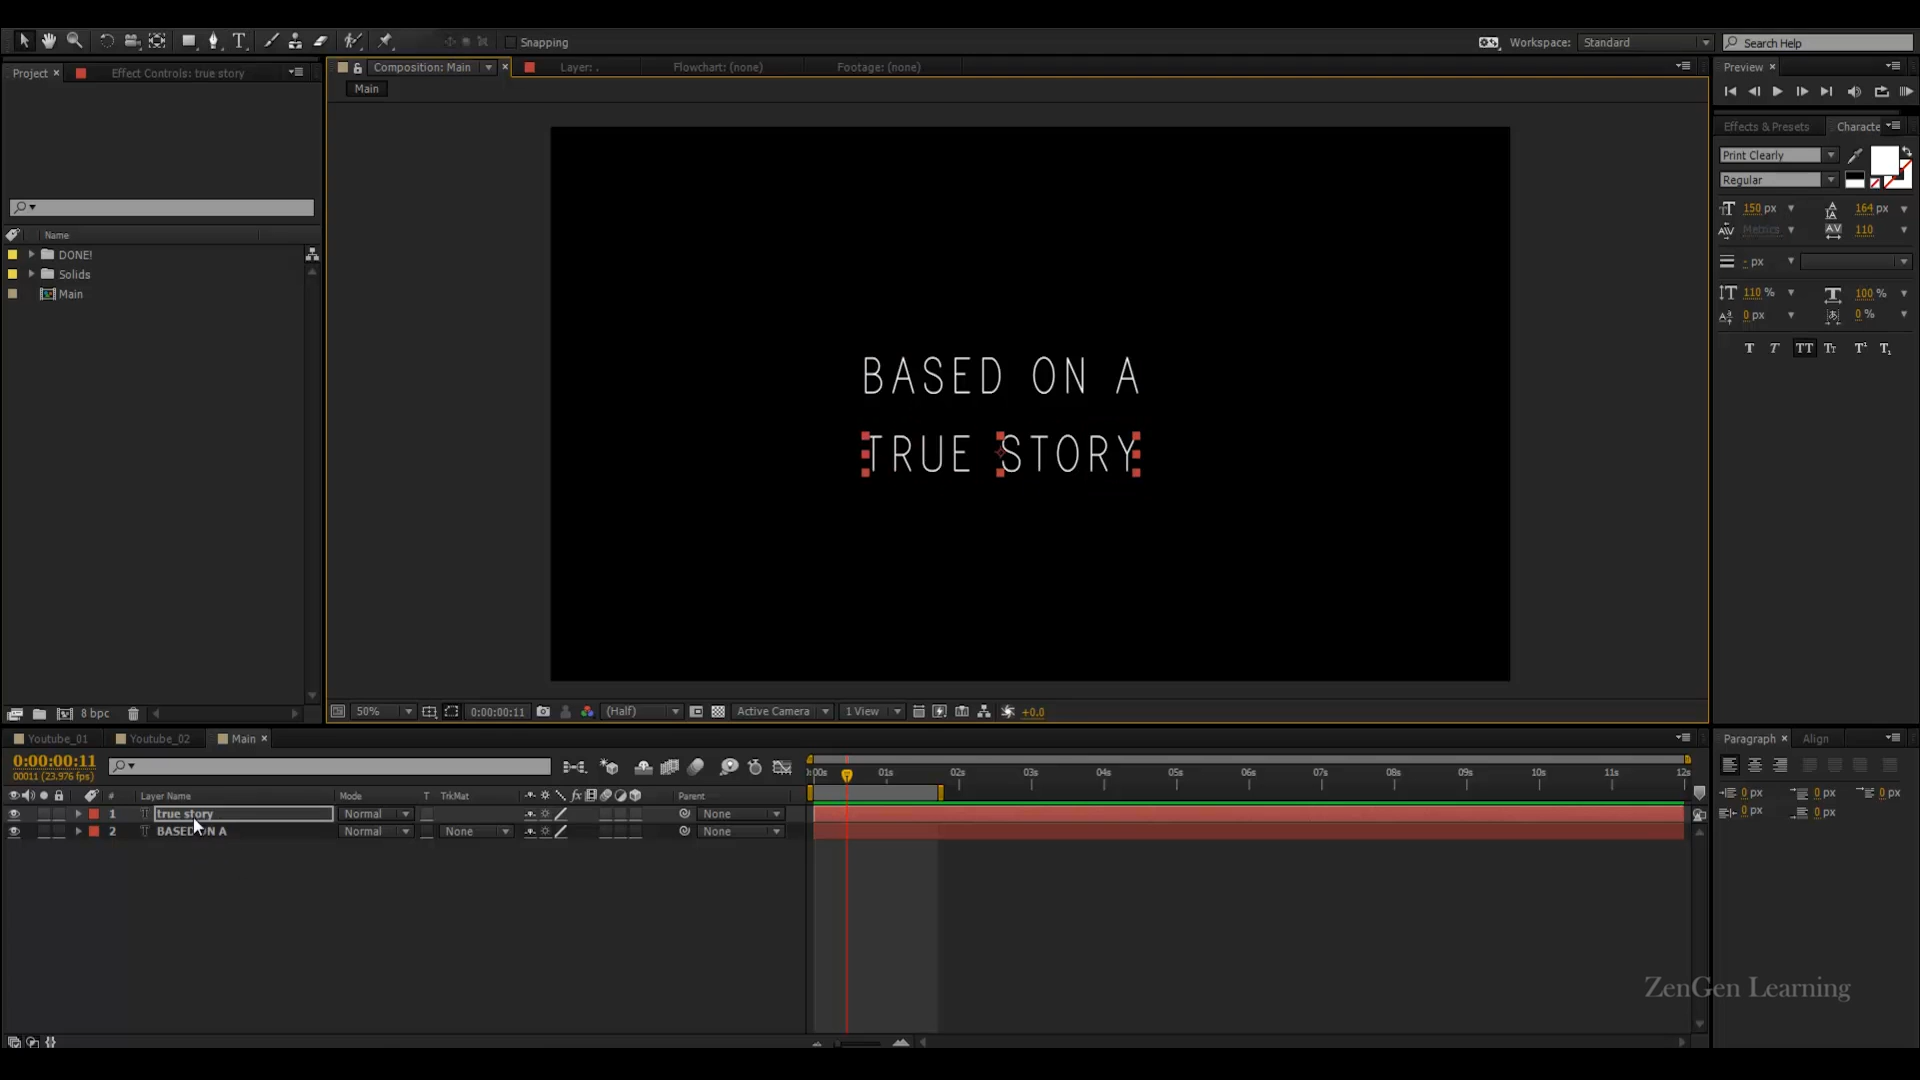 Snapping
Workspace: Standard
Search Help
Project ×
Effect Controls: true story
Composition: Main ×
Layer: .
Flowchart: (none)
Footage: (none)
Preview ×
Main
Effects & Presets
Characte
Print Clearly
Regular
150 px
164 px
Metrics
110
- px
110 %
100 %
0 px
0 %
T T TT Tr T¹ T₁
Name
DONE!
Solids
Main
BASED ON A
TRUE STORY
8 bpc
50%
0:00:00:11
(Half)
Active Camera
1 View
+0.0
Youtube_01
Youtube_02
Main ×
Paragraph ×
Align
0:00:00:11
00011 (23.976 fps)
:00s 01s 02s 03s 04s 05s 06s 07s 08s 09s 10s 11s 12s
# Layer Name Mode T TrkMat fx Parent
1 T true story Normal None
2 T BASED ON A Normal None None
0 px 0 px 0 px
0 px 0 px
ZenGen Learning